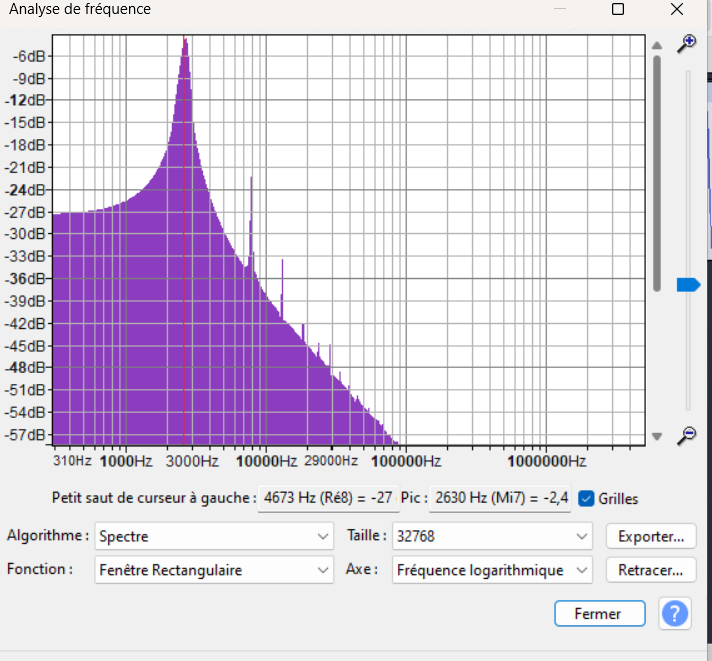 Analyse de fréquence
-6dB
-9dB
-12dB
-15dB
-18dB
-21dB
-24dB
-27dB
-30dB
-33dB
-36dB
-39dB
-42dB
-45dB
-48dB
-51dB
-54dB
-57dB
310Hz 1000Hz 3000Hz 10000Hz 29000Hz 100000Hz 1000000Hz
Petit saut de curseur à gauche : 4673 Hz (Ré8) = -27 Pic : 2630 Hz (Mi7) = -2,4 Grilles
Algorithme : Spectre Taille : 32768 Exporter...
Fonction : Fenêtre Rectangulaire Axe : Fréquence logarithmique Retracer...
Fermer ?